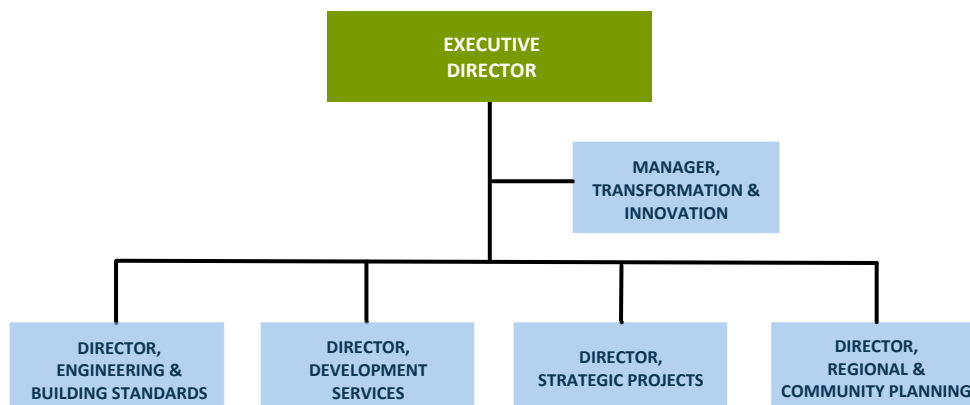 EXECUTIVE
DIRECTOR
MANAGER,
TRANSFORMATION &
INNOVATION
DIRECTOR,
ENGINEERING &
BUILDING STANDARDS
DIRECTOR,
DEVELOPMENT
SERVICES
DIRECTOR,
STRATEGIC PROJECTS
DIRECTOR,
REGIONAL &
COMMUNITY PLANNING